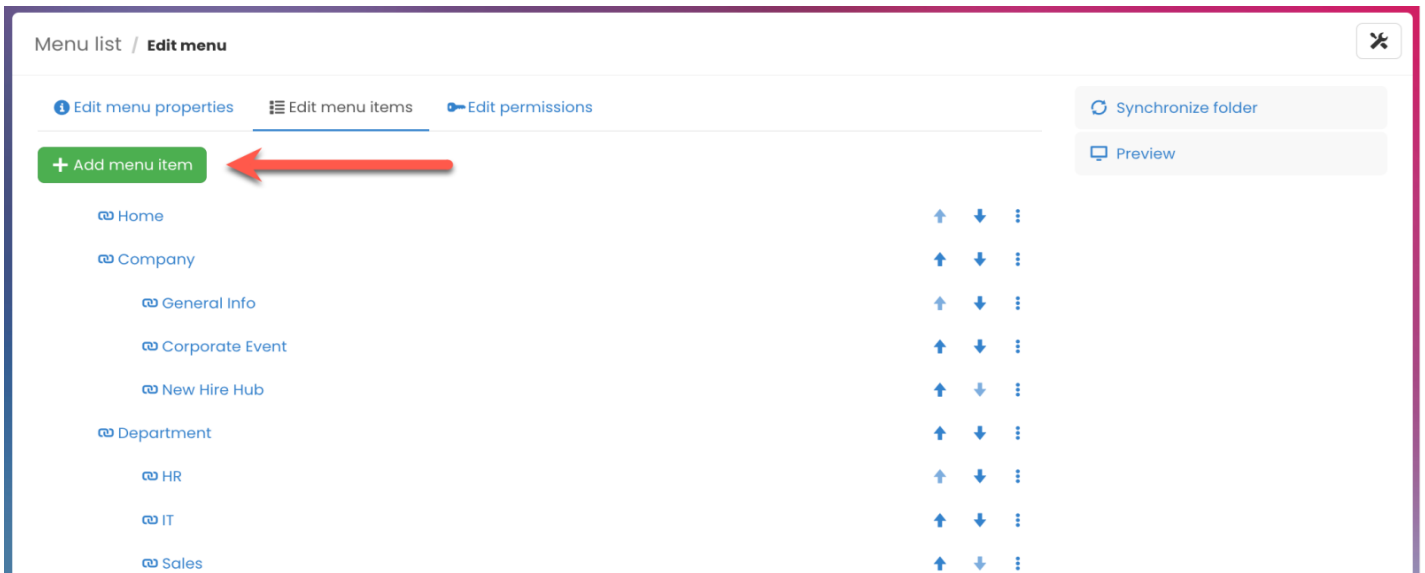 Menu list / Edit menu
Edit menu properties Edit menu items Edit permissions
Synchronize folder
Preview
+ Add menu item
Home
Company
General Info
Corporate Event
New Hire Hub
Department
HR
IT
Sales